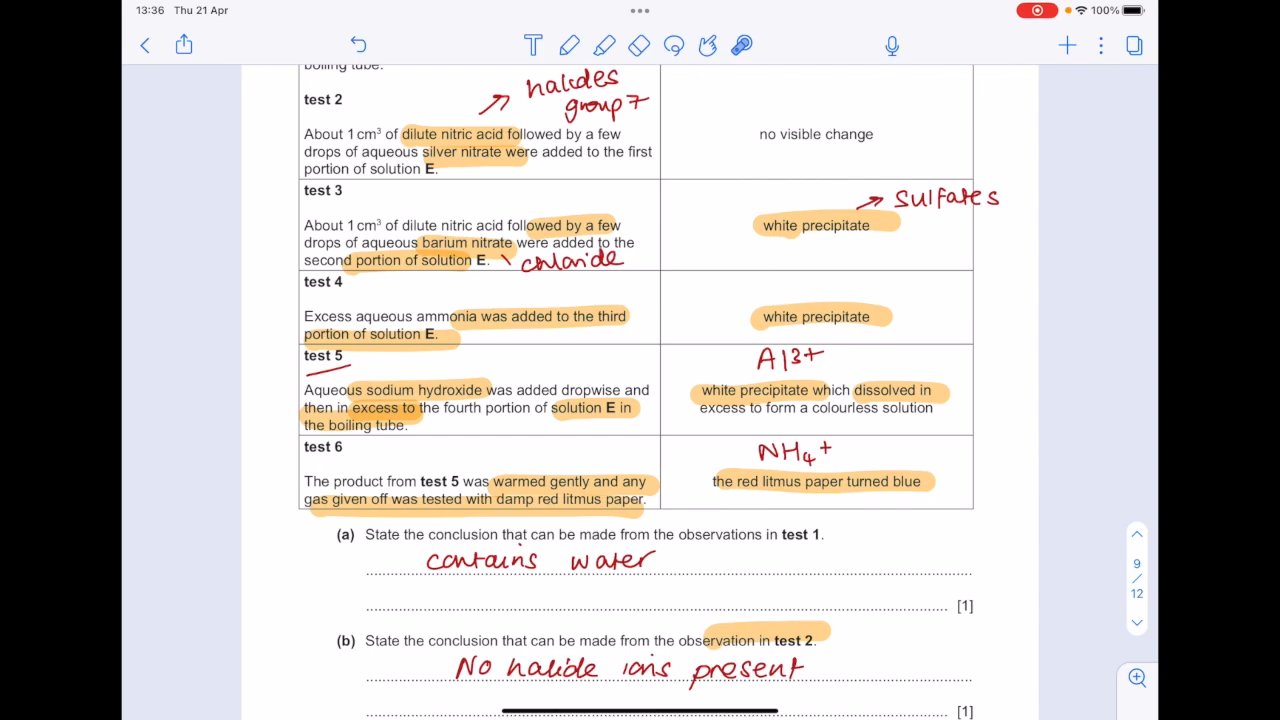 13:36 Thu 21 Apr
100%
boiling tube.
halides
group 7
test 2
About 1 cm³ of dilute nitric acid followed by a few
drops of aqueous silver nitrate were added to the first
portion of solution E.
no visible change
test 3
sulfates
About 1 cm³ of dilute nitric acid followed by a few
drops of aqueous barium nitrate were added to the
second portion of solution E.
chloride
white precipitate
test 4
Excess aqueous ammonia was added to the third
portion of solution E.
white precipitate
test 5
Al3+
Aqueous sodium hydroxide was added dropwise and
then in excess to the fourth portion of solution E in
the boiling tube.
white precipitate which dissolved in
excess to form a colourless solution
test 6
NH4+
The product from test 5 was warmed gently and any
gas given off was tested with damp red litmus paper.
the red litmus paper turned blue
(a) State the conclusion that can be made from the observations in test 1.
contains water
[1]
(b) State the conclusion that can be made from the observation in test 2.
No halide ions present
[1]
9
/
12